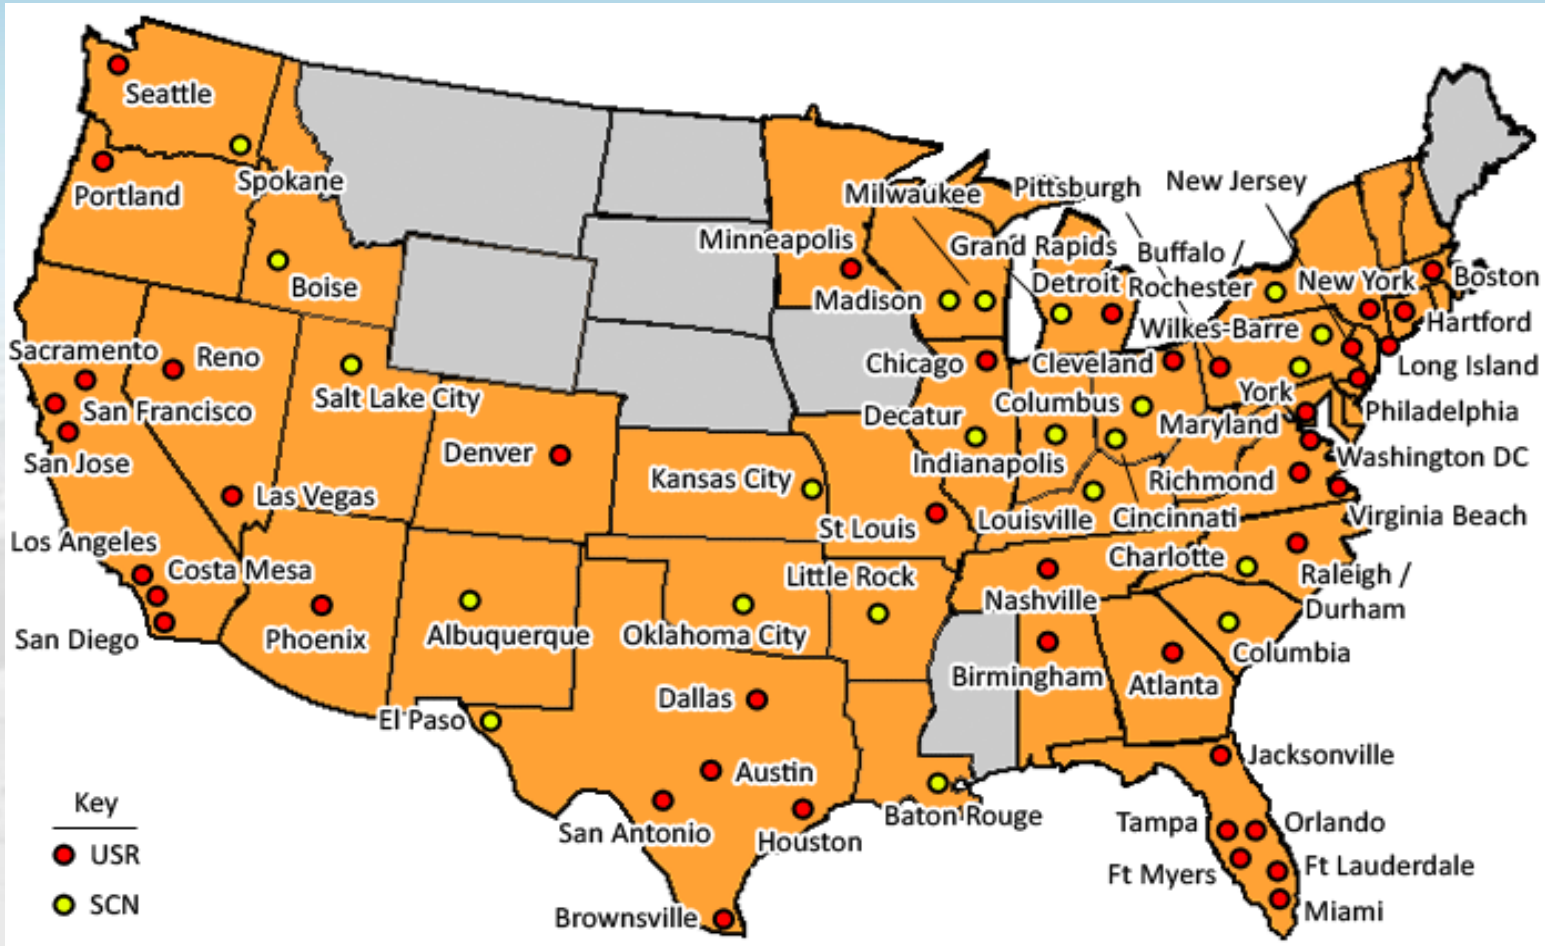 Seattle
Spokane
Portland
Boise
Minneapolis
Milwaukee
Pittsburgh
New Jersey
Grand Rapids
Buffalo /
Rochester
Detroit
Madison
New York
Boston
Wilkes-Barre
Hartford
Sacramento
Reno
Chicago
Cleveland
Long Island
Salt Lake City
San Francisco
Decatur
Columbus
York
Philadelphia
Maryland
San Jose
Denver
Kansas City
Indianapolis
Washington DC
Richmond
Las Vegas
St Louis
Louisville
Cincinnati
Virginia Beach
Los Angeles
Costa Mesa
Little Rock
Charlotte
Raleigh /
Durham
Nashville
San Diego
Phoenix
Albuquerque
Oklahoma City
Columbia
Birmingham
Atlanta
Dallas
El Paso
Jacksonville
Austin
Baton Rouge
San Antonio
Houston
Tampa
Orlando
Ft Myers
Ft Lauderdale
Miami
Brownsville
Key
USR
SCN